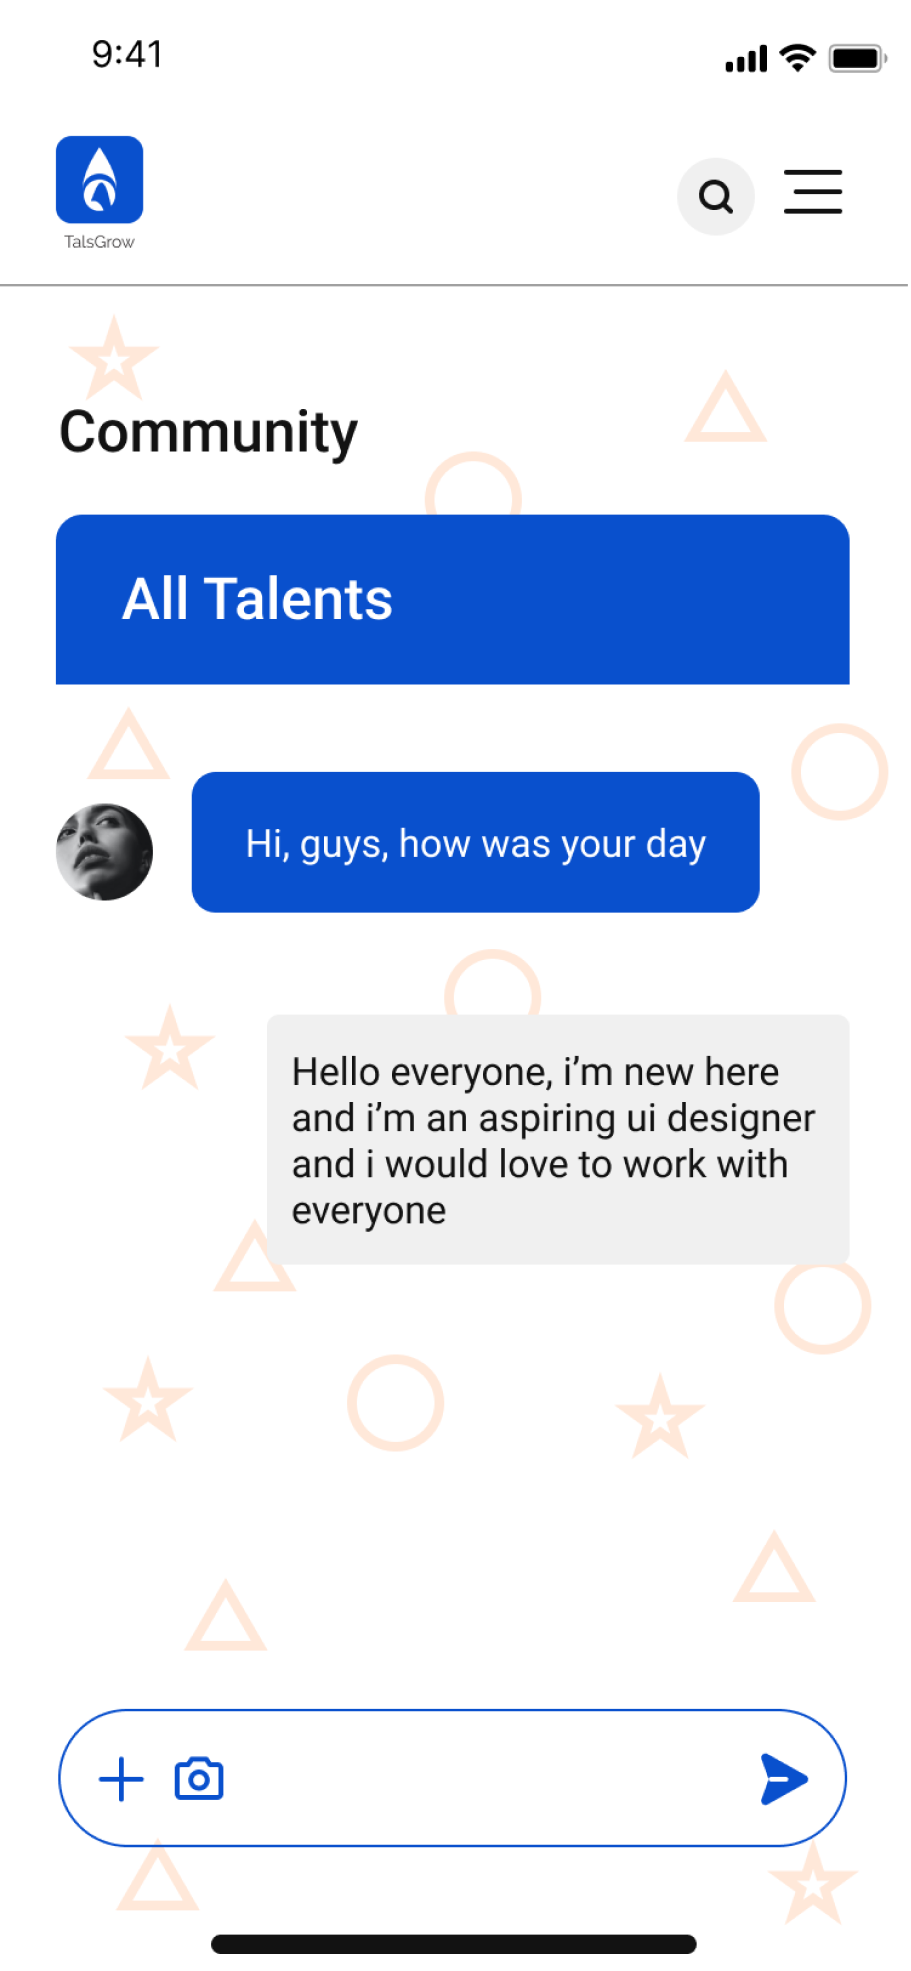 9:41
TalsGrow
Community
All Talents
Hi, guys, how was your day
Hello everyone, i’m new here
and i’m an aspiring ui designer
and i would love to work with
everyone